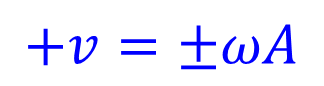 +v = ±ωA